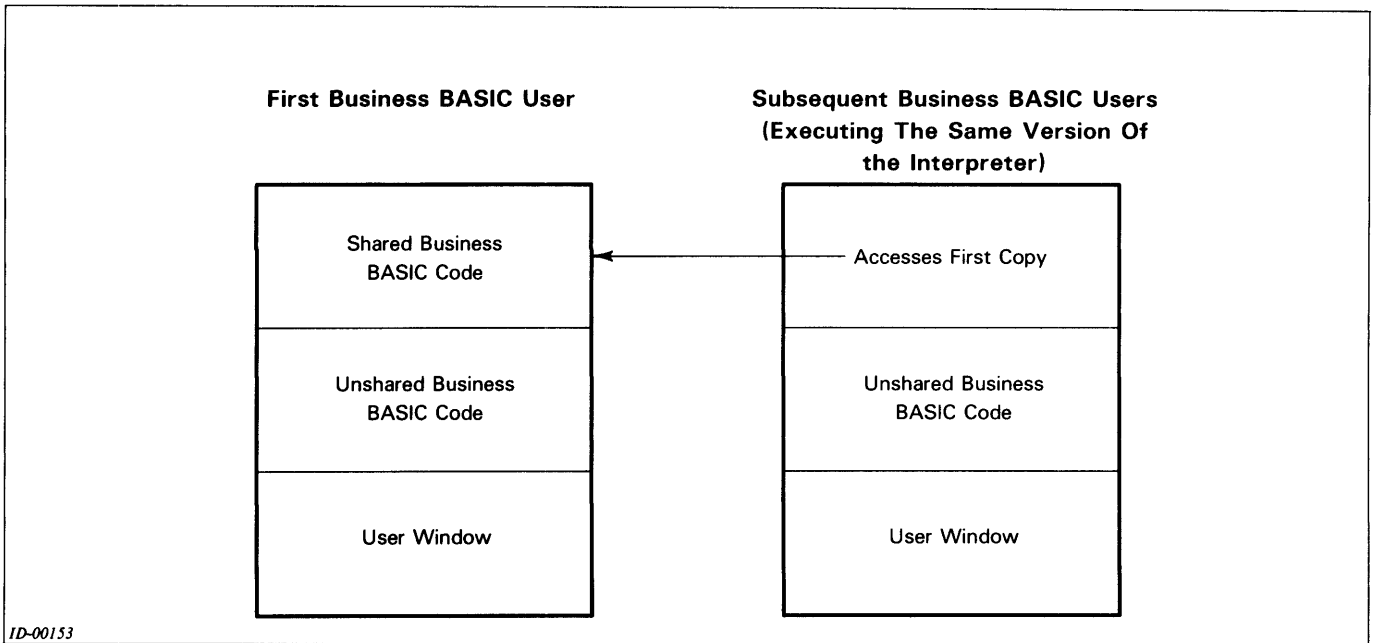 First Business BASIC User
Subsequent Business BASIC Users
(Executing The Same Version Of
the Interpreter)
Shared Business
BASIC Code
Accesses First Copy
Unshared Business
BASIC Code
Unshared Business
BASIC Code
User Window
User Window
ID-00153